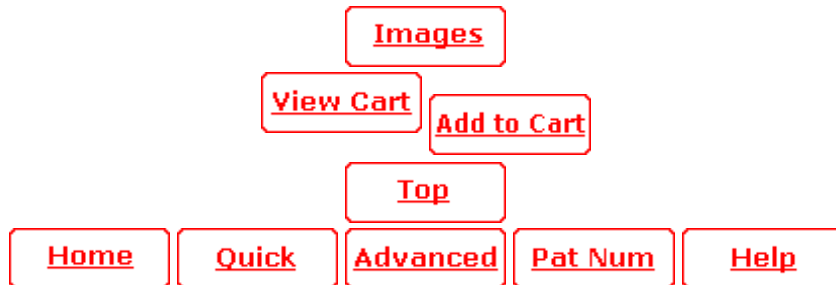 Images
View Cart
Add to Cart
Top
Home Quick Advanced Pat Num Help